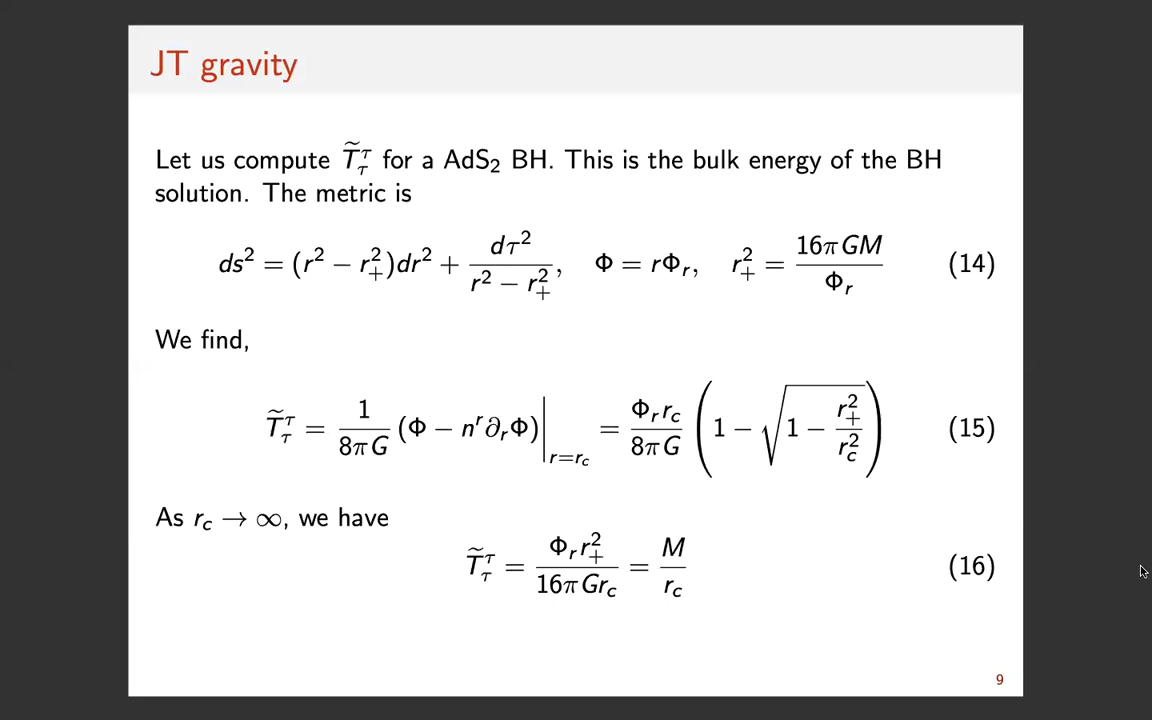 JT gravity
Let us compute T̃^τ_τ for a AdS₂ BH. This is the bulk energy of the BH
solution. The metric is
ds² = (r² − r₊²)dr² + dτ²/(r² − r₊²), Φ = rΦ_r, r₊² = 16πGM/Φ_r (14)
We find,
T̃^τ_τ = 1/(8πG) (Φ − n^r ∂_r Φ)|_{r=r_c} = Φ_r r_c/(8πG) (1 − √(1 − r₊²/r_c²)) (15)
As r_c → ∞, we have
T̃^τ_τ = Φ_r r₊²/(16πGr_c) = M/r_c (16)
9